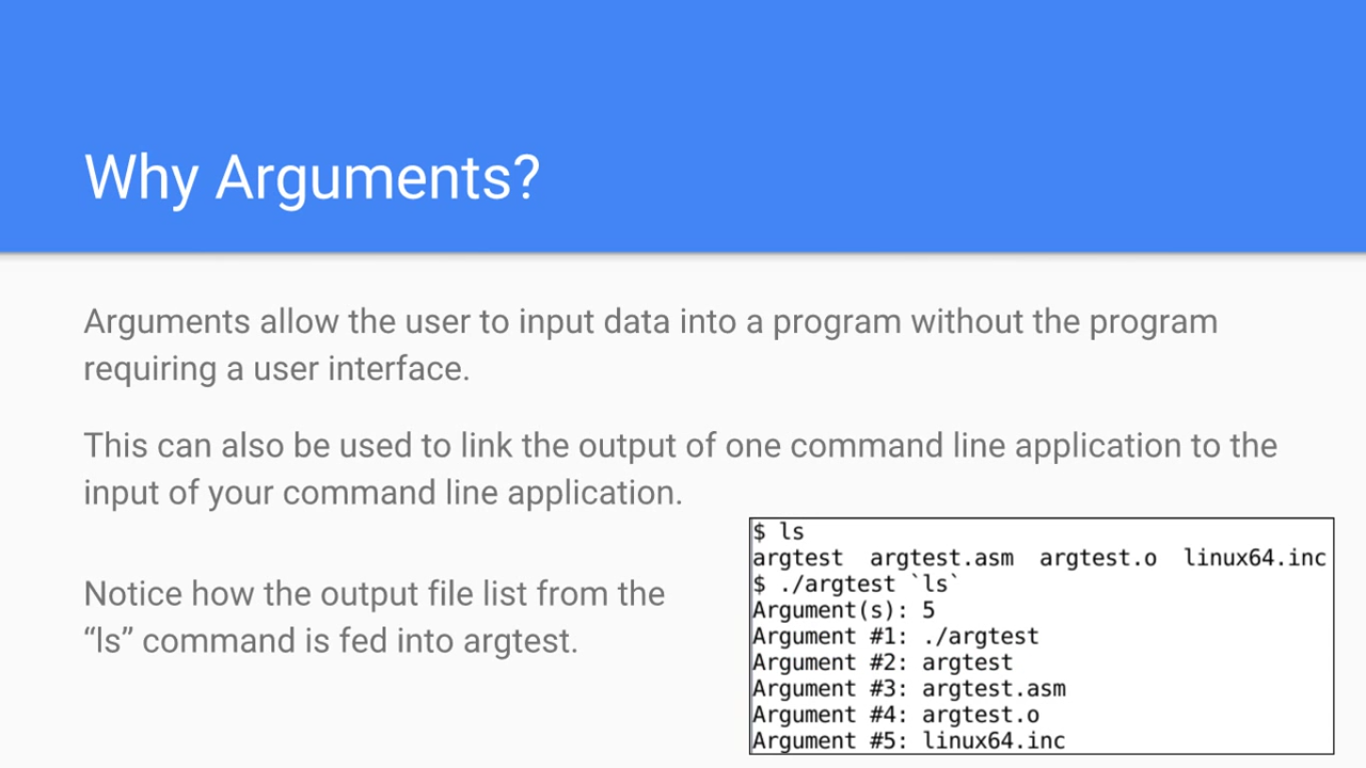 Why Arguments?
Arguments allow the user to input data into a program without the program
requiring a user interface.
This can also be used to link the output of one command line application to the
input of your command line application.
Notice how the output file list from the
“ls” command is fed into argtest.
$ ls
argtest  argtest.asm  argtest.o  linux64.inc
$ ./argtest `ls`
Argument(s): 5
Argument #1: ./argtest
Argument #2: argtest
Argument #3: argtest.asm
Argument #4: argtest.o
Argument #5: linux64.inc